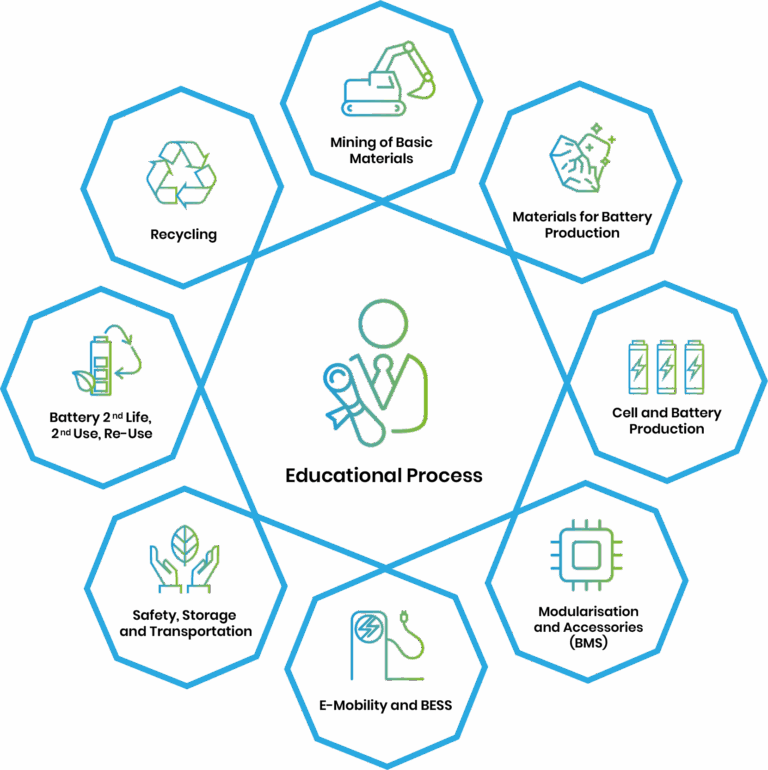 Mining of Basic
Materials
Materials for Battery
Production
Recycling
Cell and Battery
Production
Battery 2nd Life,
2nd Use, Re-Use
Educational Process
Modularisation
and Accessories
(BMS)
Safety, Storage
and Transportation
E-Mobility and BESS